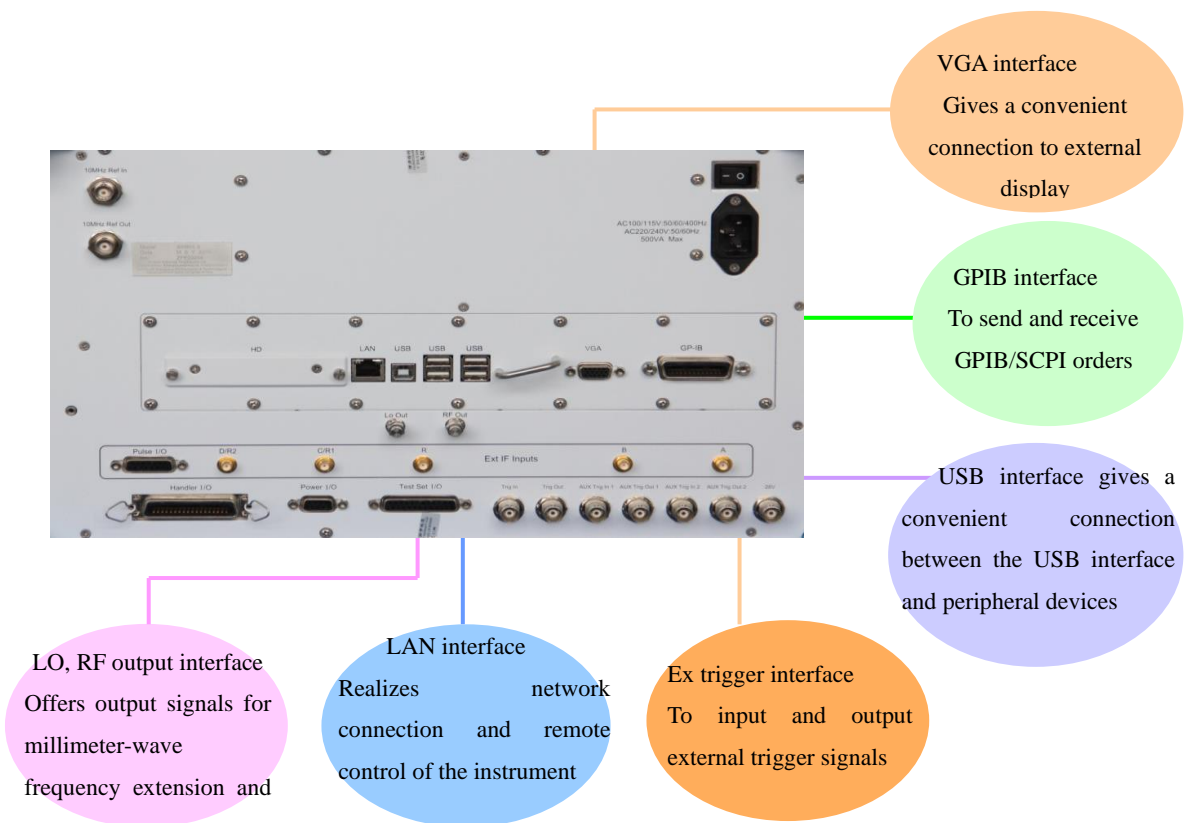 VGA interface
Gives a convenient
connection to external
display
10MHz Ref In
10MHz Ref Out
AC100/115V:50/60/400Hz
AC220/240V:50/60Hz
500VA Max
GPIB interface
To send and receive
GPIB/SCPI orders
HD
LAN
USB
USB
USB
VGA
GP-IB
Lo Out
RF Out
Pulse I/O
D/R2
C/R1
R
Ext IF Inputs
B
A
Handler I/O
Power I/O
Test Set I/O
Trig In
Trig Out
AUX Trig In 1
AUX Trig Out 1
AUX Trig In 2
AUX Trig Out 2
USB interface gives a
convenient connection
between the USB interface
and peripheral devices
LO, RF output interface
Offers output signals for
millimeter-wave
frequency extension and
LAN interface
Realizes network
connection and remote
control of the instrument
Ex trigger interface
To input and output
external trigger signals